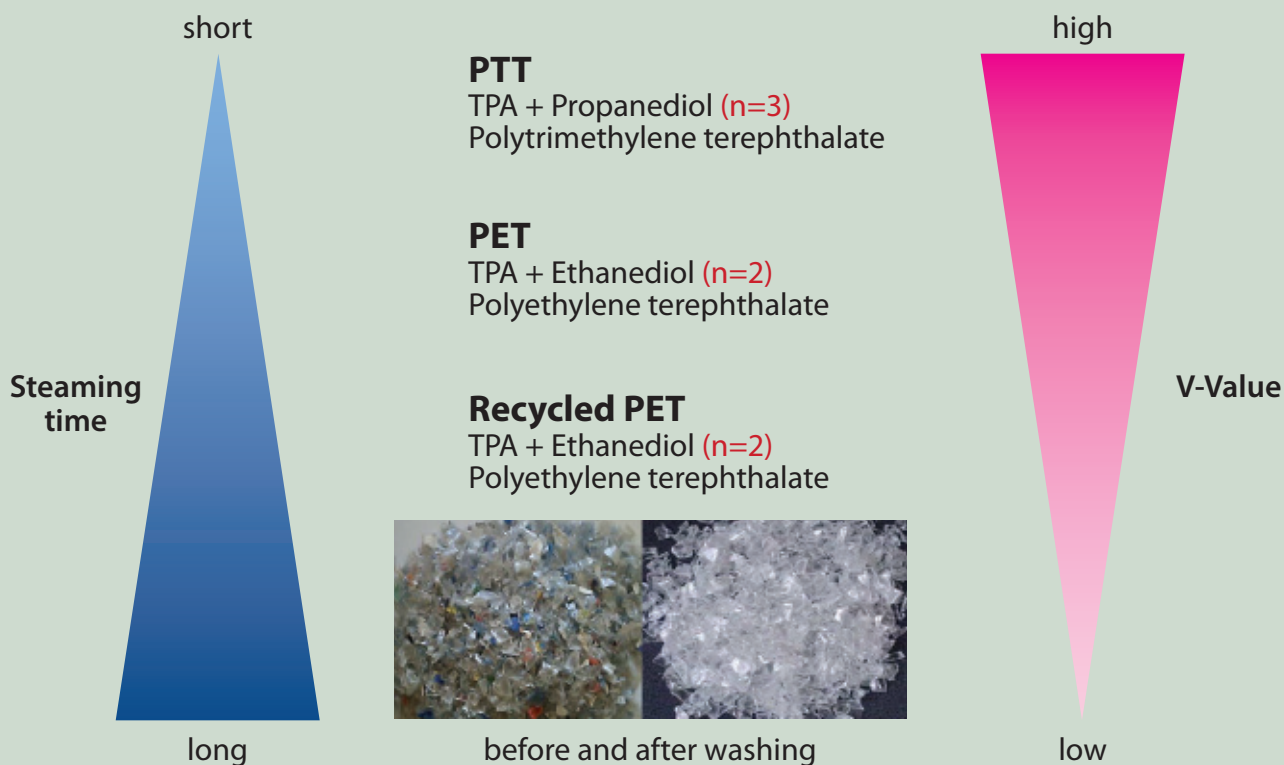 short
high
PTT
TPA + Propanediol (n=3)
Polytrimethylene terephthalate
PET
TPA + Ethanediol (n=2)
Polyethylene terephthalate
Steaming
time
V-Value
Recycled PET
TPA + Ethanediol (n=2)
Polyethylene terephthalate
long
before and after washing
low